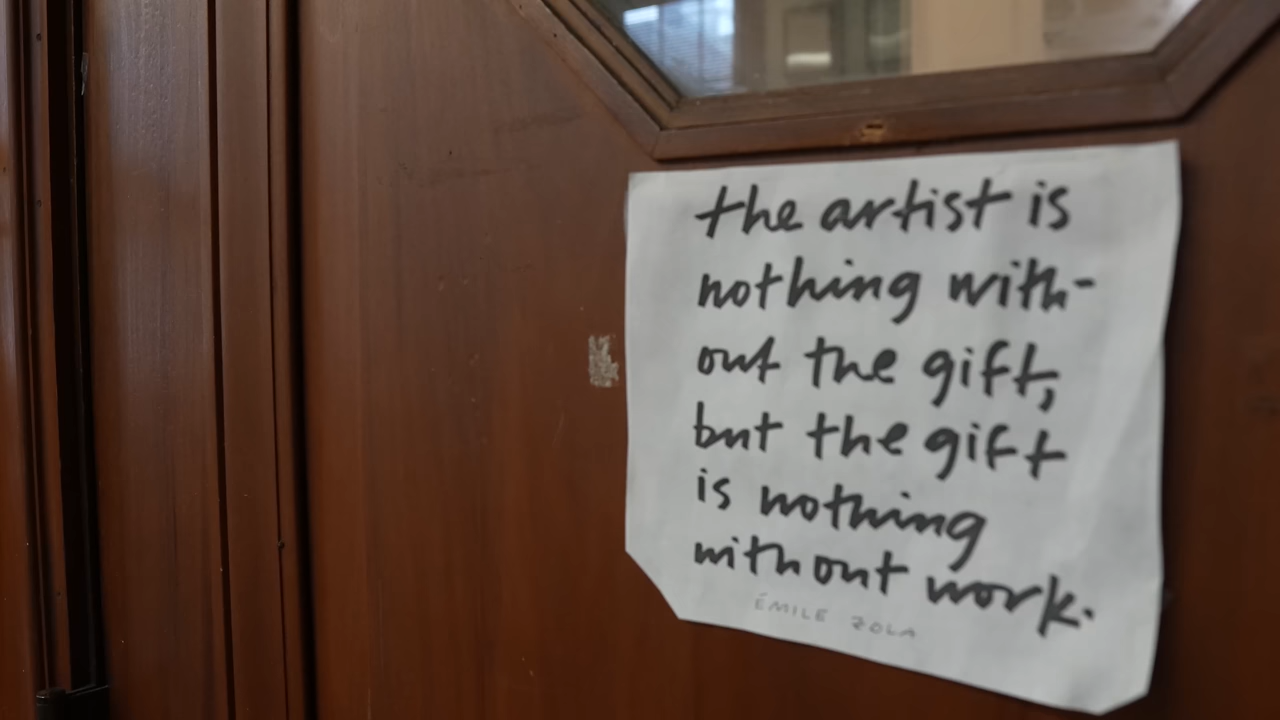 the artist is
nothing with-
out the gift,
but the gift
is nothing
without work.
ÉMILE ZOLA